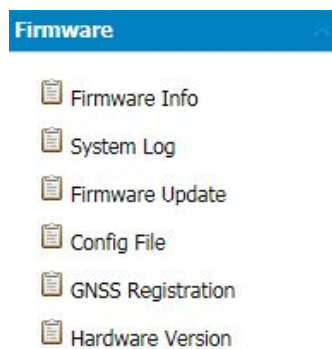 Firmware
Firmware Info
System Log
Firmware Update
Config File
GNSS Registration
Hardware Version